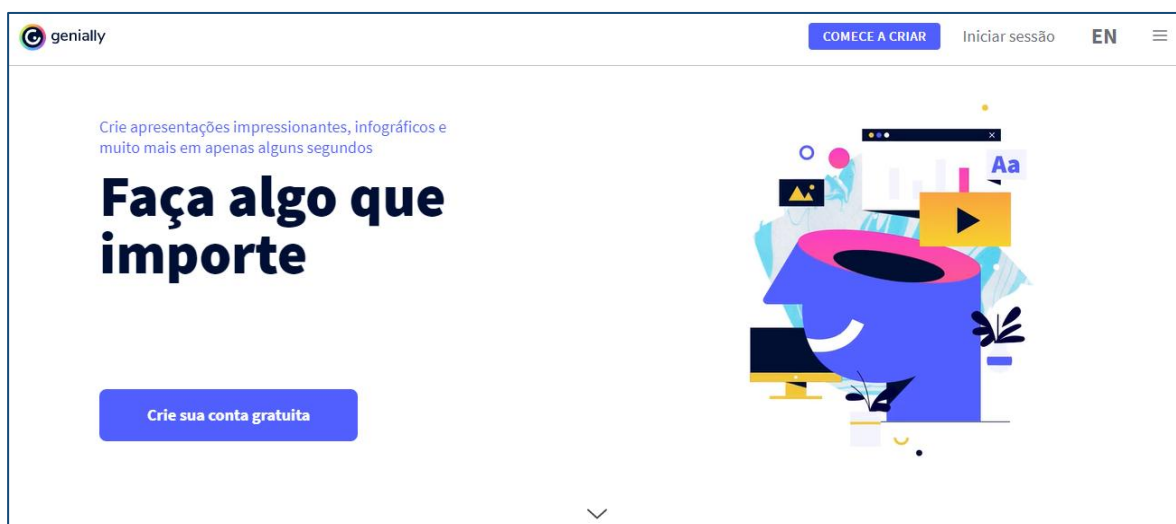 genially
COMECE A CRIAR
Iniciar sessão
EN
Crie apresentações impressionantes, infográficos e
muito mais em apenas alguns segundos
Faça algo que
importe
Crie sua conta gratuita
Aa